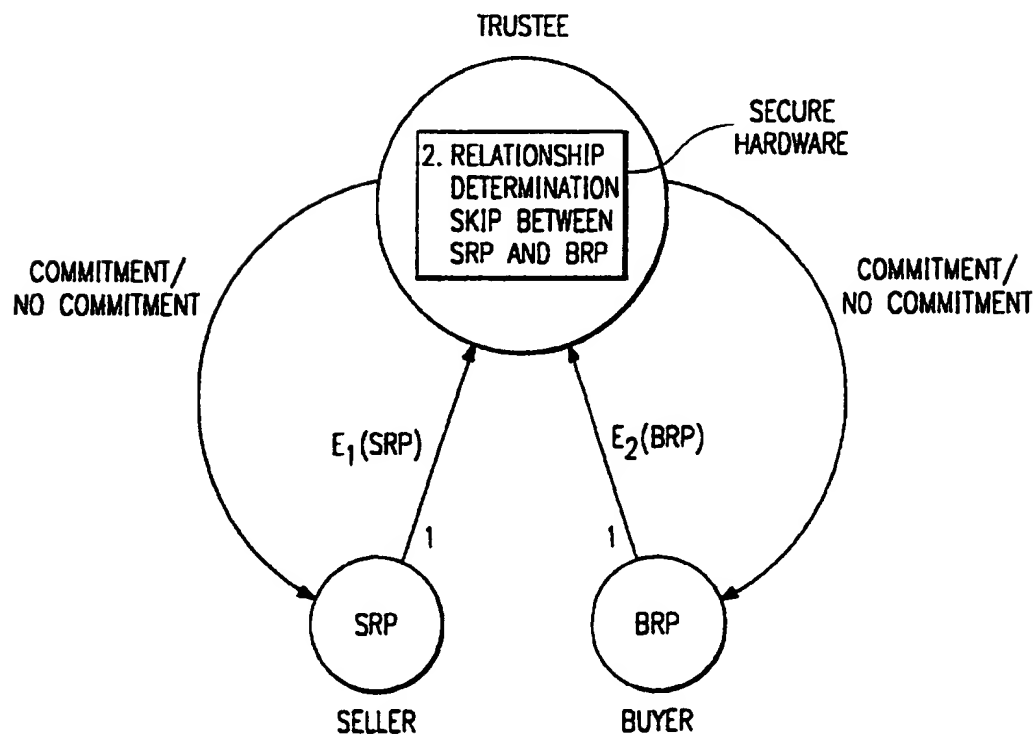 TRUSTEE
SECURE
HARDWARE
2. RELATIONSHIP
DETERMINATION
SKIP BETWEEN
SRP AND BRP
COMMITMENT/
NO COMMITMENT
COMMITMENT/
NO COMMITMENT
E1(SRP)
E2(BRP)
1
1
SRP
BRP
SELLER
BUYER